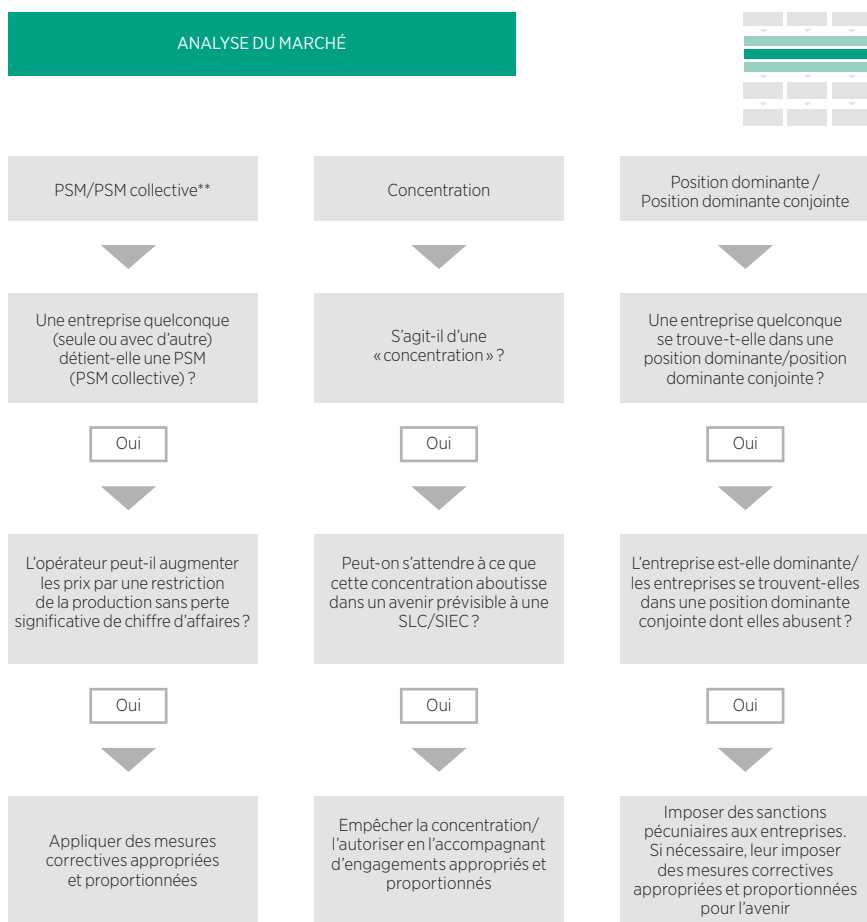 ANALYSE DU MARCHÉ
PSM/PSM collective**
Concentration
Position dominante /
Position dominante conjointe
Une entreprise quelconque
(seule ou avec d'autre)
détient-elle une PSM
(PSM collective) ?
S'agit-il d'une
« concentration » ?
Une entreprise quelconque
se trouve-t-elle dans une
position dominante/position
dominante conjointe ?
Oui
Oui
Oui
L'opérateur peut-il augmenter
les prix par une restriction
de la production sans perte
significative de chiffre d'affaires ?
Peut-on s'attendre à ce que
cette concentration aboutisse
dans un avenir prévisible à une
SLC/SIEC ?
L'entreprise est-elle dominante/
les entreprises se trouvent-elles
dans une position dominante
conjointe dont elles abusent ?
Oui
Oui
Oui
Appliquer des mesures
correctives appropriées
et proportionnées
Empêcher la concentration/
l'autoriser en l'accompagnant
d'engagements appropriés et
proportionnés
Imposer des sanctions
pécuniaires aux entreprises.
Si nécessaire, leur imposer
des mesures correctives
appropriées et proportionnées
pour l'avenir